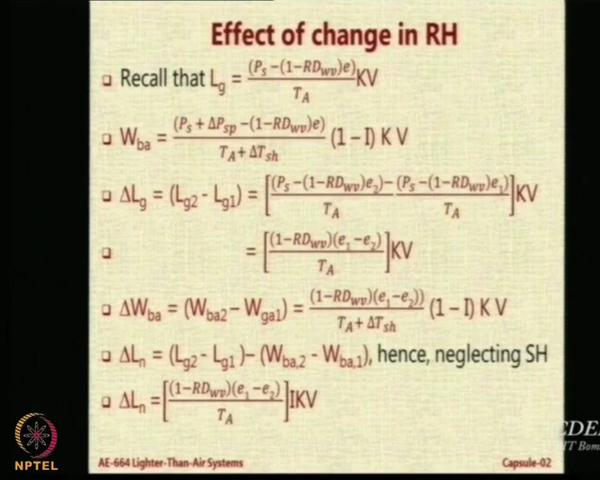 Effect of change in RH
Recall that L_g = (P_s −(1−RD_wv)e) / T_A KV
W_ba = (P_s + ΔP_sp −(1−RD_wv)e) / T_A + ΔT_sh (1 – I) K V
ΔL_g = (L_g2 - L_g1) = [(P_s −(1−RD_wv)e_2) / T_A − (P_s −(1−RD_wv)e_1) / T_A]KV
= [(1−RD_wv)(e_1 −e_2) / T_A]KV
ΔW_ba = (W_ba2 – W_ga1) = (1−RD_wv)(e_1 −e_2)) / T_A + ΔT_sh (1 – I) K V
ΔL_n = (L_g2 - L_g1 )– (W_ba,2 - W_ba,1), hence, neglecting SH
ΔL_n =[(1−RD_wv)(e_1 −e_2) / T_A]IKV
NPTEL
AE-664 Lighter-Than-Air Systems
Capsule-02